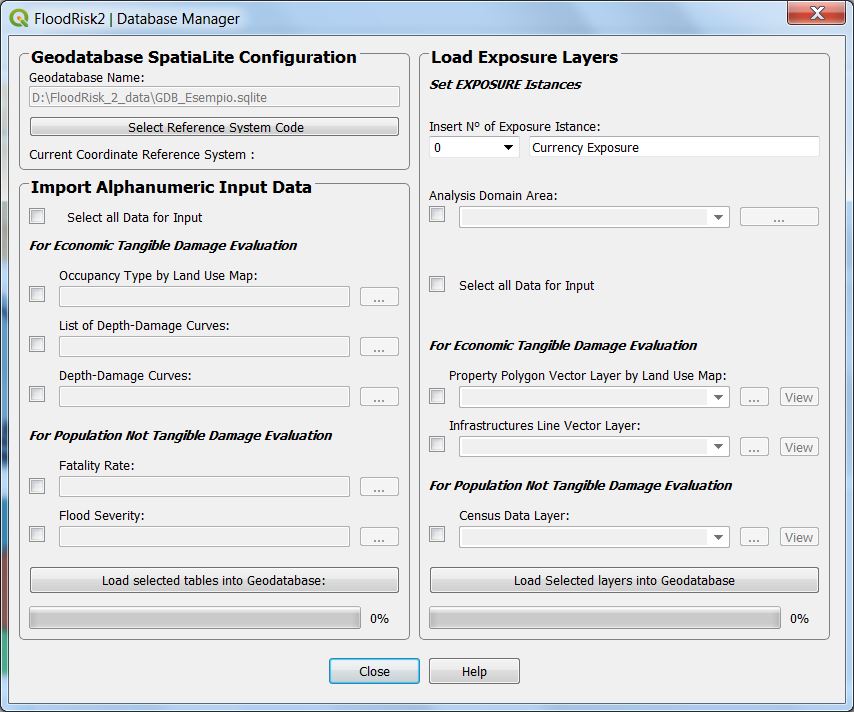 FloodRisk2 | Database Manager
Geodatabase SpatiaLite Configuration
Geodatabase Name:
D:\FloodRisk_2_data\GDB_Esempio.sqlite
Select Reference System Code
Current Coordinate Reference System :
Import Alphanumeric Input Data
Select all Data for Input
For Economic Tangible Damage Evaluation
Occupancy Type by Land Use Map:
...
List of Depth-Damage Curves:
...
Depth-Damage Curves:
...
For Population Not Tangible Damage Evaluation
Fatality Rate:
...
Flood Severity:
...
Load selected tables into Geodatabase:
0%
Load Exposure Layers
Set EXPOSURE Istances
Insert N° of Exposure Istance:
0 Currency Exposure
Analysis Domain Area:
...
Select all Data for Input
For Economic Tangible Damage Evaluation
Property Polygon Vector Layer by Land Use Map:
... View
Infrastructures Line Vector Layer:
... View
For Population Not Tangible Damage Evaluation
Census Data Layer:
... View
Load Selected layers into Geodatabase
0%
Close Help